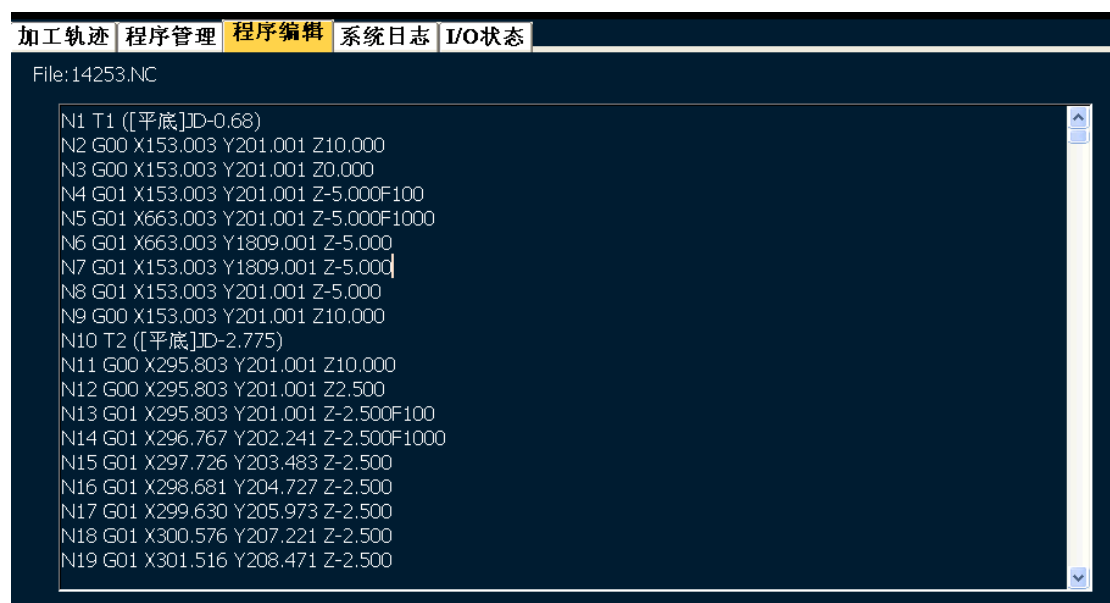 加工轨迹 程序管理 程序编辑 系统日志 I/O状态
File:14253.NC
N1 T1 ([平底]JD-0.68)
N2 G00 X153.003 Y201.001 Z10.000
N3 G00 X153.003 Y201.001 Z0.000
N4 G01 X153.003 Y201.001 Z-5.000F100
N5 G01 X663.003 Y201.001 Z-5.000F1000
N6 G01 X663.003 Y1809.001 Z-5.000
N7 G01 X153.003 Y1809.001 Z-5.000
N8 G01 X153.003 Y201.001 Z-5.000
N9 G00 X153.003 Y201.001 Z10.000
N10 T2 ([平底]JD-2.775)
N11 G00 X295.803 Y201.001 Z10.000
N12 G00 X295.803 Y201.001 Z2.500
N13 G01 X295.803 Y201.001 Z-2.500F100
N14 G01 X296.767 Y202.241 Z-2.500F1000
N15 G01 X297.726 Y203.483 Z-2.500
N16 G01 X298.681 Y204.727 Z-2.500
N17 G01 X299.630 Y205.973 Z-2.500
N18 G01 X300.576 Y207.221 Z-2.500
N19 G01 X301.516 Y208.471 Z-2.500